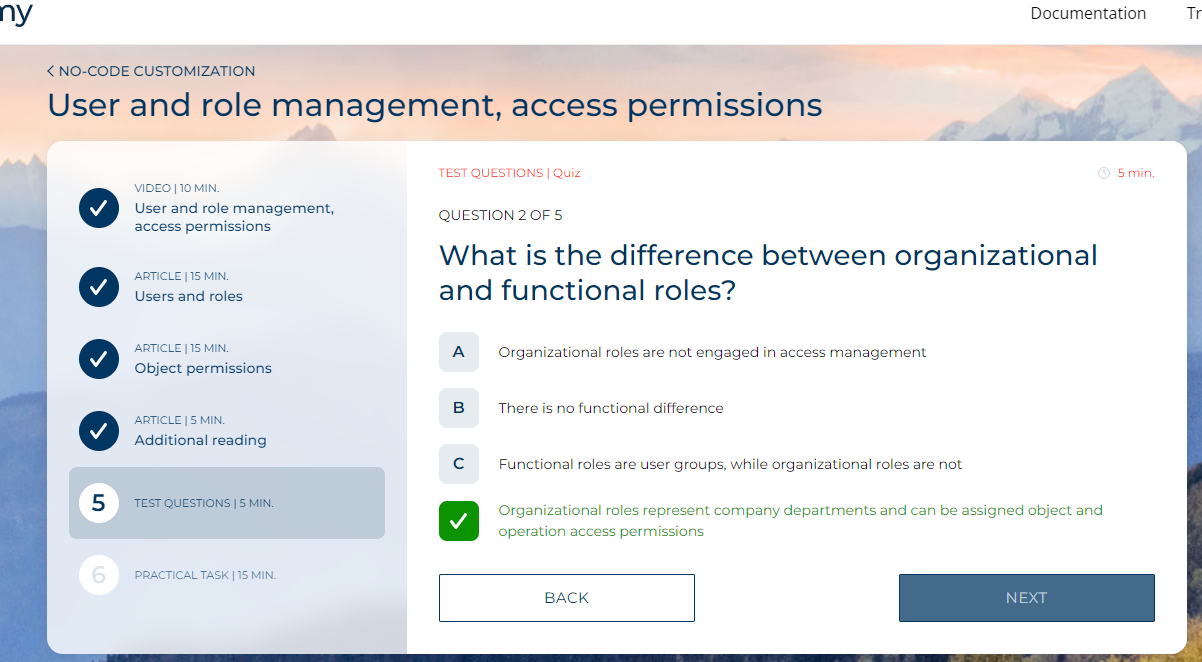 my
Documentation
Tr
NO-CODE CUSTOMIZATION
User and role management, access permissions
VIDEO | 10 MIN.
User and role management,
access permissions
ARTICLE | 15 MIN.
Users and roles
ARTICLE | 15 MIN.
Object permissions
ARTICLE | 5 MIN.
Additional reading
5
TEST QUESTIONS | 5 MIN.
6
PRACTICAL TASK | 15 MIN.
TEST QUESTIONS | Quiz
5 min.
QUESTION 2 OF 5
What is the difference between organizational
and functional roles?
A
Organizational roles are not engaged in access management
B
There is no functional difference
C
Functional roles are user groups, while organizational roles are not
Organizational roles represent company departments and can be assigned object and
operation access permissions
BACK
NEXT